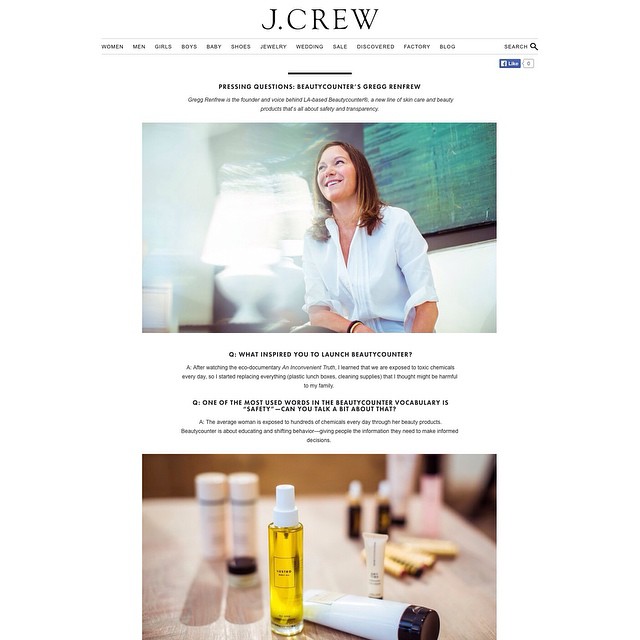 J.CREW
WOMEN MEN GIRLS BOYS BABY SHOES JEWELRY WEDDING SALE DISCOVERED FACTORY BLOG SEARCH
Like 0
PRESSING QUESTIONS: BEAUTYCOUNTER'S GREGG RENFREW
Gregg Renfrew is the founder and voice behind LA-based Beautycounter®, a new line of skin care and beauty
products that's all about safety and transparency.
Q: WHAT INSPIRED YOU TO LAUNCH BEAUTYCOUNTER?
A: After watching the eco-documentary An Inconvenient Truth, I learned that we are exposed to toxic chemicals
every day, so I started replacing everything (plastic lunch boxes, cleaning supplies) that I thought might be harmful
to my family.
Q: ONE OF THE MOST USED WORDS IN THE BEAUTYCOUNTER VOCABULARY IS
"SAFETY"—CAN YOU TALK A BIT ABOUT THAT?
A: The average woman is exposed to hundreds of chemicals every day through her beauty products.
Beautycounter is about educating and shifting behavior—giving people the information they need to make informed
decisions.